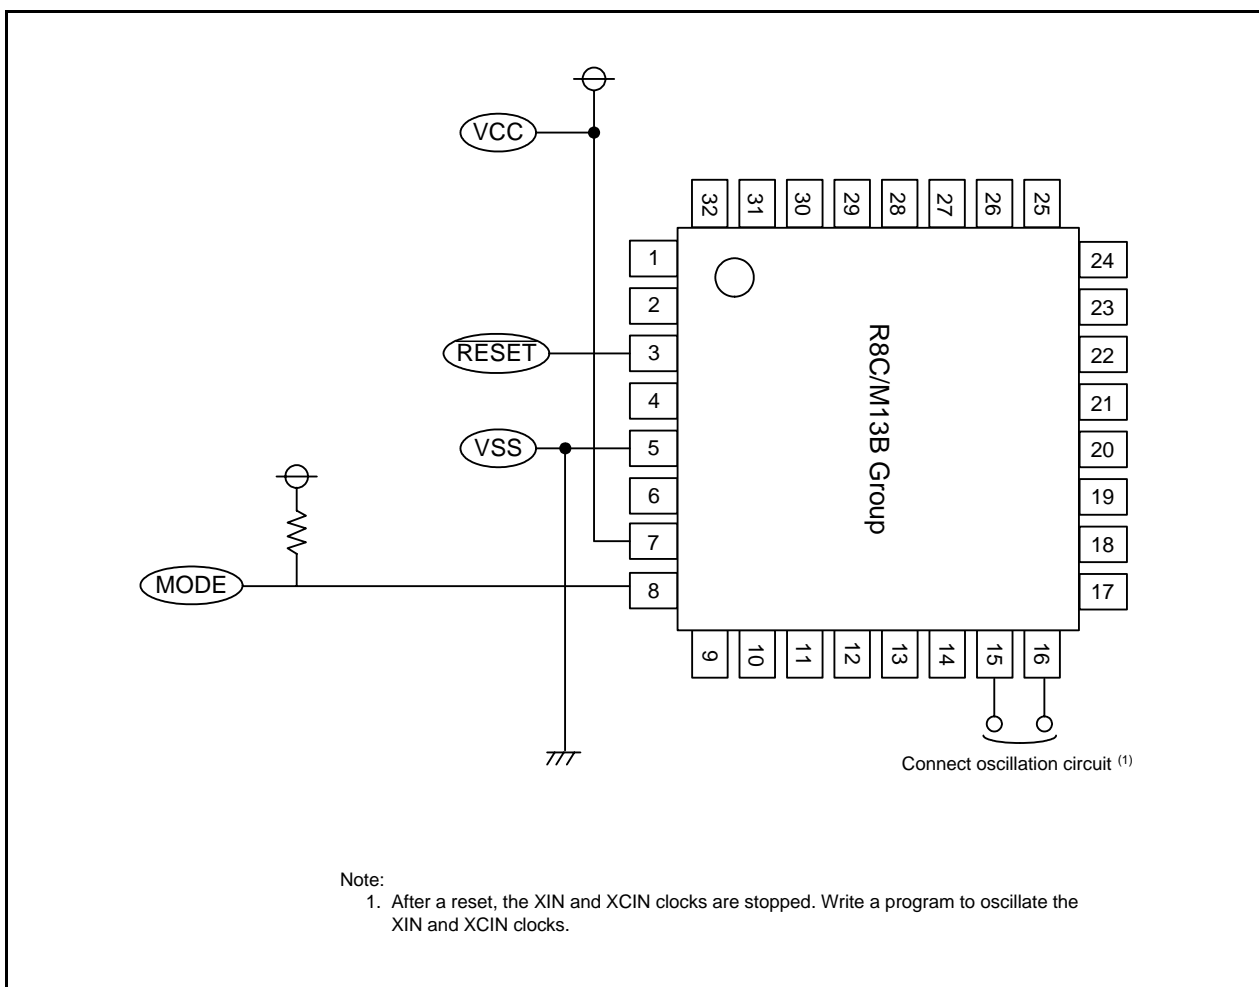 VCC
32 31 30 29 28 27 26 25
1
2
RESET 3
4
VSS 5
6
7
MODE 8
R8C/M13B Group
24
23
22
21
20
19
18
17
9 10 11 12 13 14 15 16
Connect oscillation circuit (1)
Note:
1. After a reset, the XIN and XCIN clocks are stopped. Write a program to oscillate the
XIN and XCIN clocks.